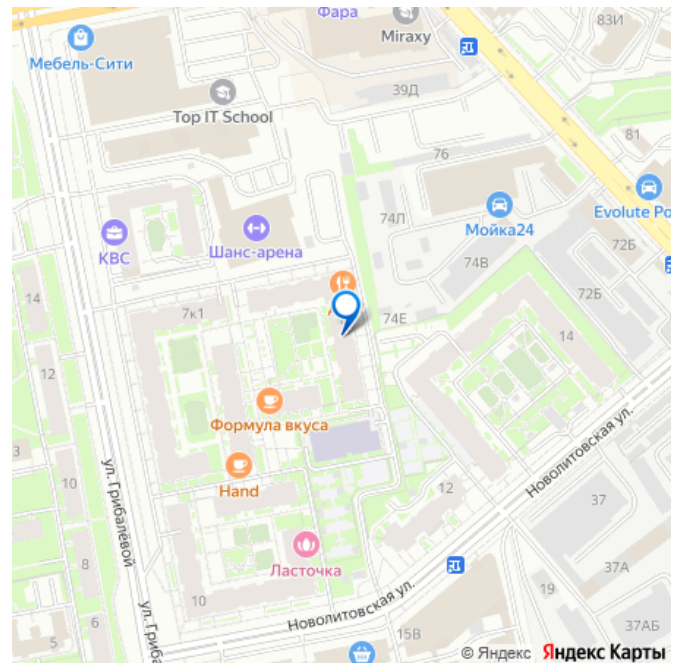 Фара
Miraxy
83И
Мебель-Сити
39Д
Top IT School
81
76
74Л
Мойка24
Evolute Po
КВС
Шанс-арена
72Б
74В
72Б
14
7к1
74Е
14
12
Формула вкуса
Новолитовская ул.
3
10
ул. Грибалёвой
Hand
12
37
8
Ласточка
37А
10
19
Новолитовская ул.
6
5
ул. Гриба
15В
37АБ
© Яндекс Яндекс Карты